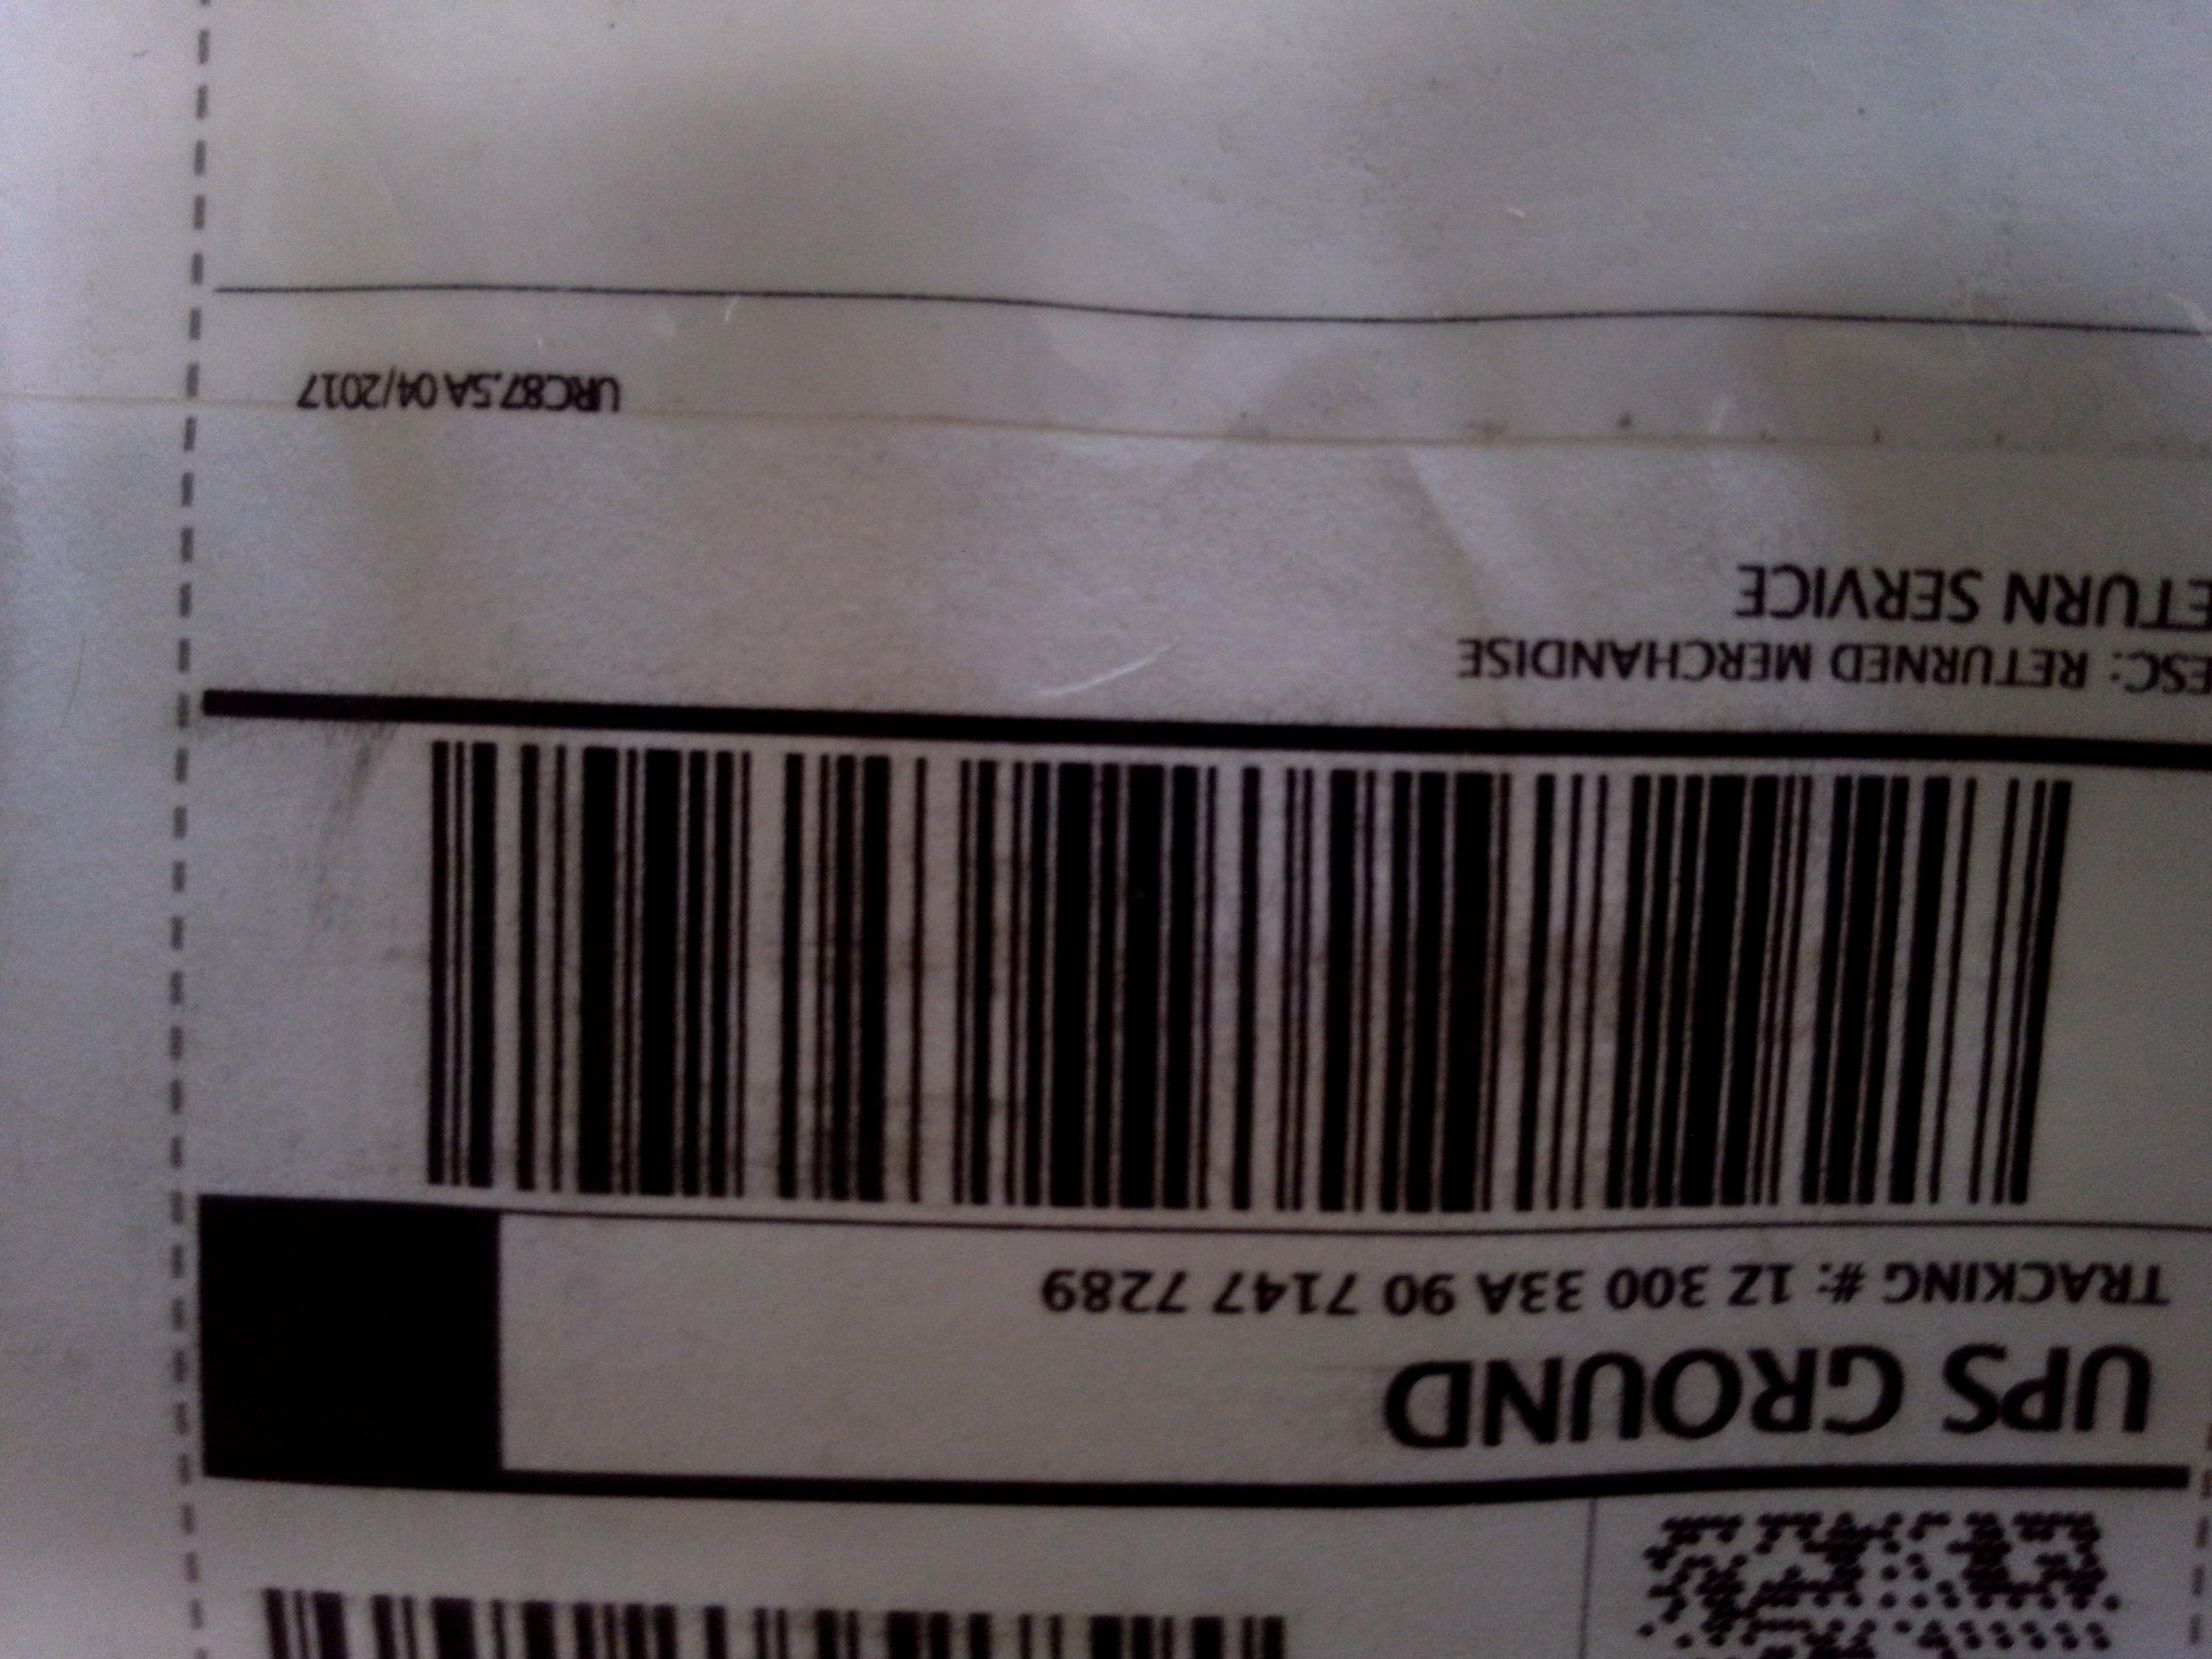 UPS GROUND
TRACKING #: 1Z 300 33A 90 7147 7289
ESC: RETURNED MERCHANDISE
ETURN SERVICE
URC87.5A 04/2017